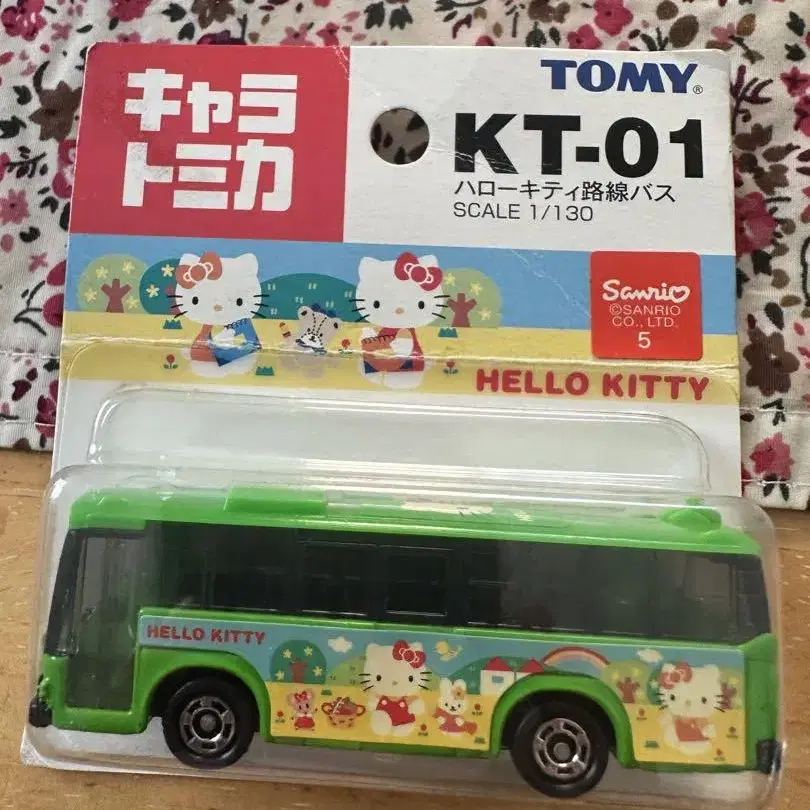 キャラ
トミカ
TOMY®
KT-01
ハローキティ路線バス
SCALE 1/130
Sanrio
©SANRIO
CO., LTD.
5
HELLO KITTY
HELLO KITTY